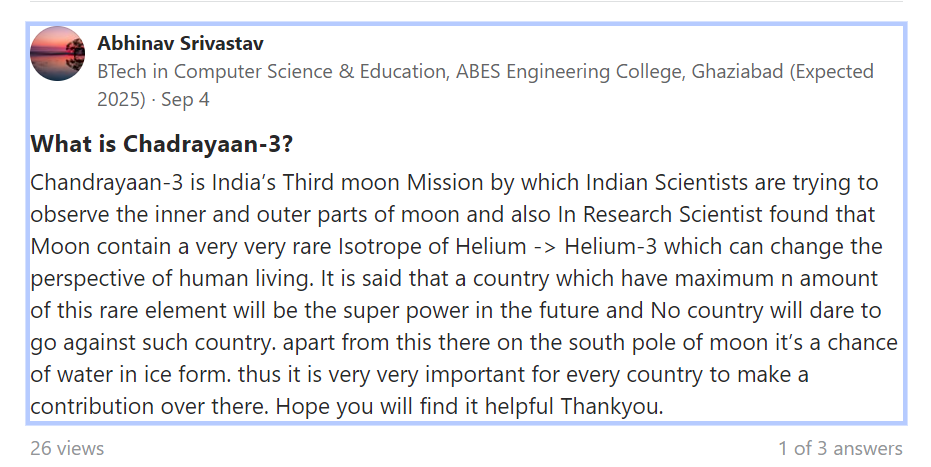 Abhinav Srivastav
BTech in Computer Science & Education, ABES Engineering College, Ghaziabad (Expected
2025) · Sep 4
What is Chadrayaan-3?
Chandrayaan-3 is India’s Third moon Mission by which Indian Scientists are trying to
observe the inner and outer parts of moon and also In Research Scientist found that
Moon contain a very very rare Isotrope of Helium -> Helium-3 which can change the
perspective of human living. It is said that a country which have maximum n amount
of this rare element will be the super power in the future and No country will dare to
go against such country. apart from this there on the south pole of moon it’s a chance
of water in ice form. thus it is very very important for every country to make a
contribution over there. Hope you will find it helpful Thankyou.
26 views
1 of 3 answers